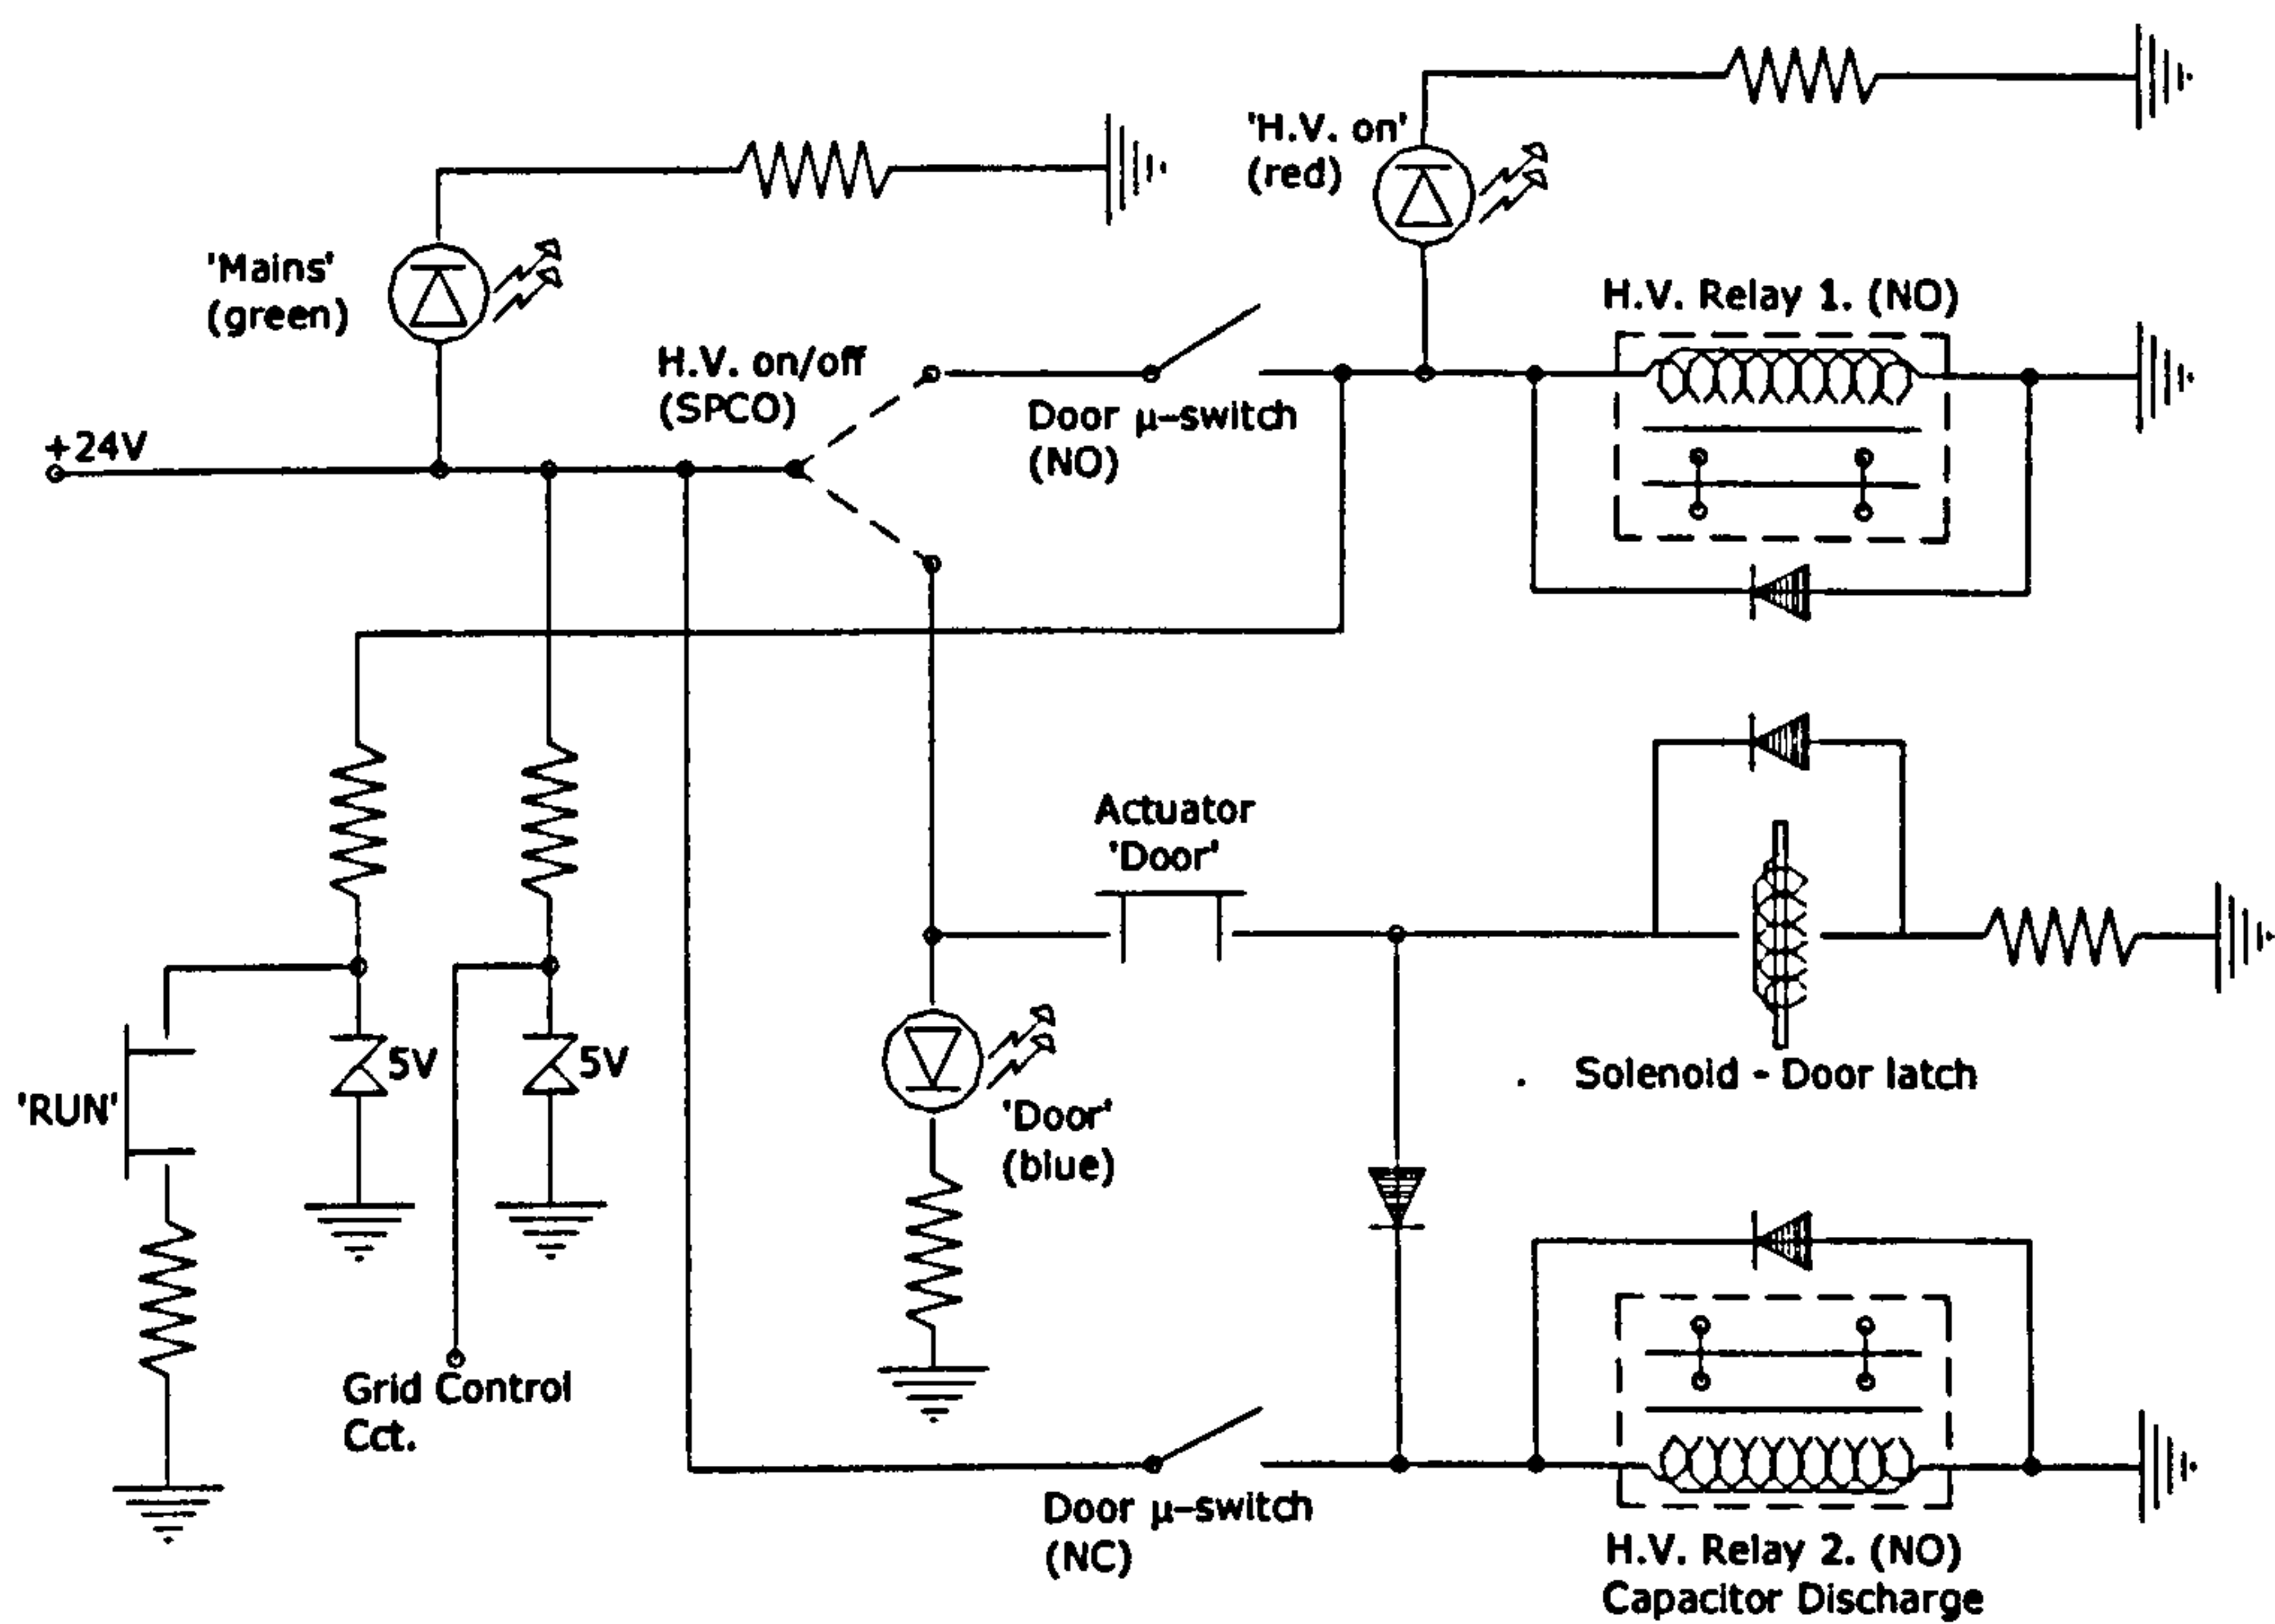 'H.V. on'
(red)
'Mains'
(green)
H.V. Relay 1. (NO)
H.V. on/off
(SPCO)
Door μ-switch
(NO)
+24V
Actuator
'Door'
5V
5V
'RUN'
Solenoid - Door latch
'Door'
(blue)
Grid Control
Cct.
Door μ-switch
(NC)
H.V. Relay 2. (NO)
Capacitor Discharge